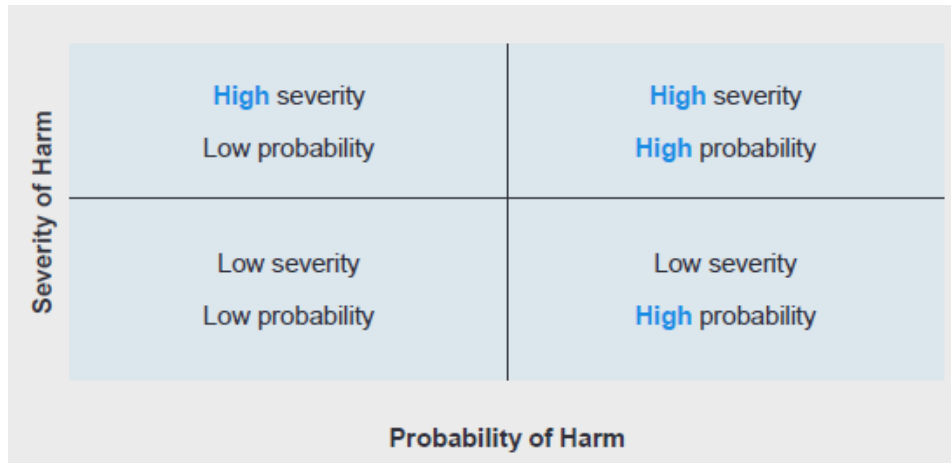 High severity
Low probability
High severity
High probability
Low severity
Low probability
Low severity
High probability
Severity of Harm
Probability of Harm